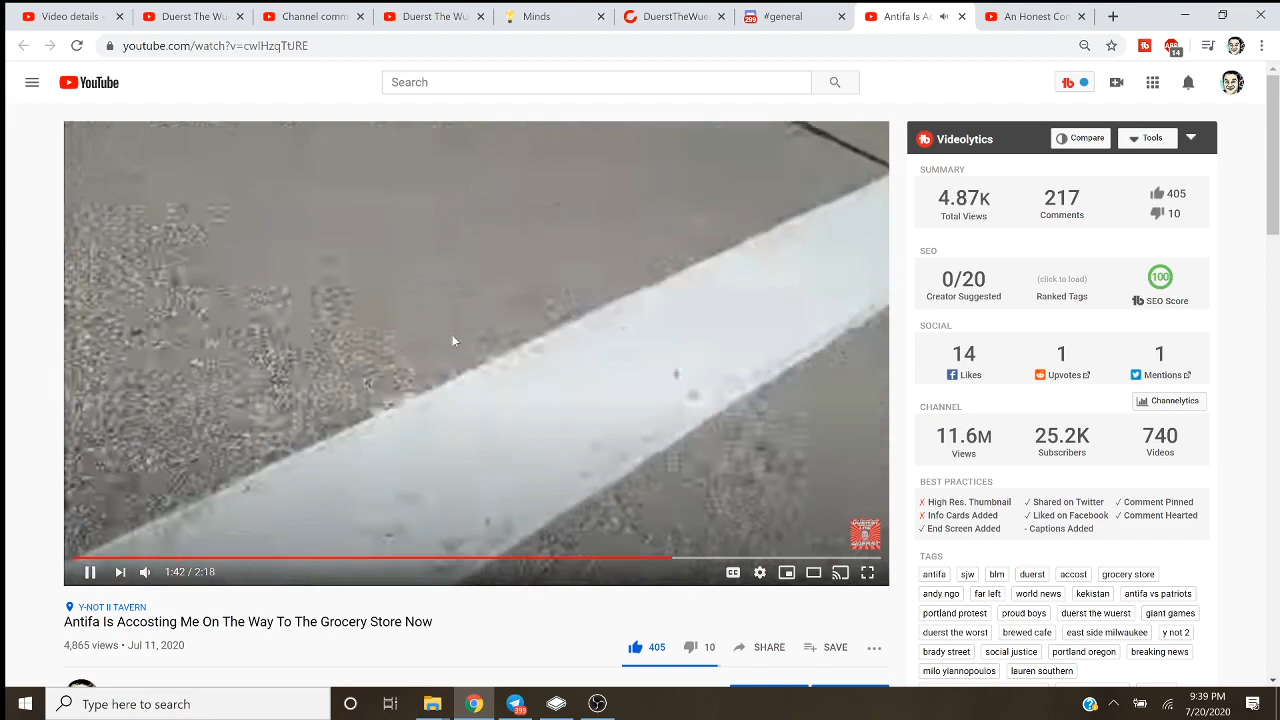 Video details -
Duerst The Wu
Channel comm
Duerst The Wu
Minds
DuerstTheWue
#general
Antifa Is Ac
An Honest Con
youtube.com/watch?v=cwlHzqTtJRE
14
YouTube
Search
Videolytics
Compare
Tools
SUMMARY
4.87K
217
405
Total Views
Comments
10
SEO
0/20
(click to load)
100
Creator Suggested
Ranked Tags
SEO Score
SOCIAL
14
1
1
Likes
Upvotes
Mentions
CHANNEL
Channelytics
11.6M
25.2K
740
Views
Subscribers
Videos
BEST PRACTICES
✗ High Res. Thumbnail
✓ Shared on Twitter
✓ Comment Pinned
✗ Info Cards Added
✓ Liked on Facebook
✓ Comment Hearted
✓ End Screen Added
- Captions Added
TAGS
antifa
sjw
blm
duerst
accost
grocery store
andy ngo
far left
world news
kekistan
antifa vs patriots
portland protest
proud boys
duerst the wuerst
giant games
duerst the worst
brewed cafe
east side milwaukee
y not 2
brady street
social justice
portland oregon
breaking news
milo yiannopoulos
lauren southern
1:42 / 2:18
CC
Y-NOT II TAVERN
Antifa Is Accosting Me On The Way To The Grocery Store Now
4,865 views • Jul 11, 2020
405
10
SHARE
SAVE
Type here to search
9:39 PM
7/20/2020